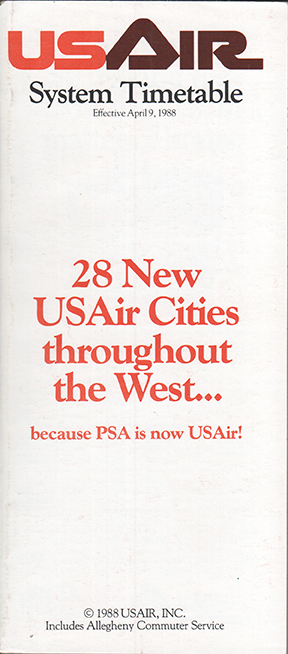 USAIR
System Timetable
Effective April 9, 1988
28 New
USAir Cities
throughout
the West...
because PSA is now USAir!
© 1988 USAIR, INC.
Includes Allegheny Commuter Service